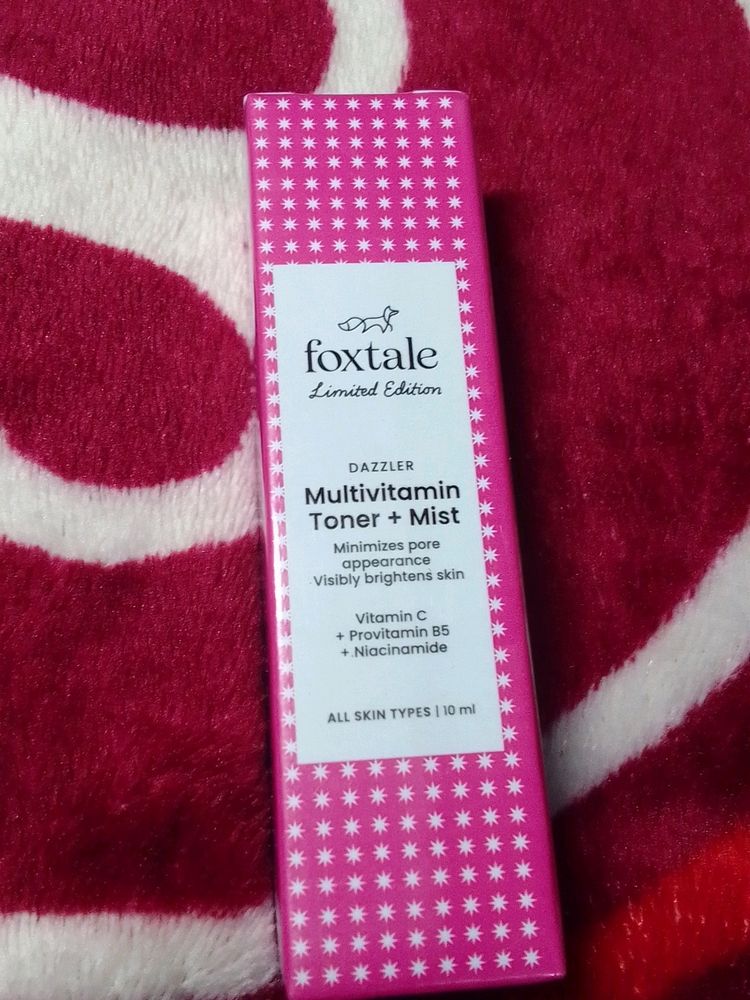 foxtale
Limited Edition
DAZZLER
Multivitamin
Toner + Mist
Minimizes pore
appearance
Visibly brightens skin
Vitamin C
+ Provitamin B5
+ Niacinamide
ALL SKIN TYPES | 10 ml